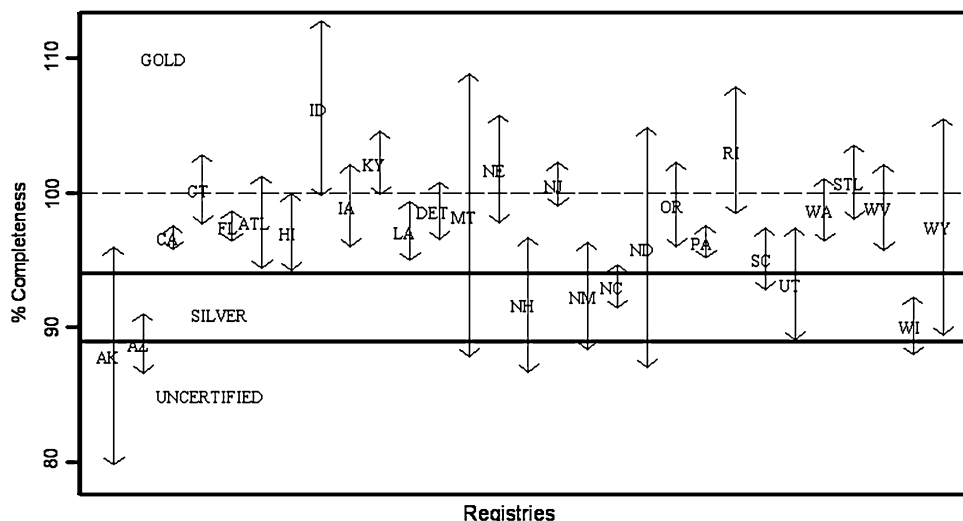 110
100
90
80
% Completeness
GOLD
SILVER
UNCERTIFIED
AK
AZ
CA
CT
FL
ATL
HI
ID
IA
KY
LA
DET
MT
NE
NH
NJ
NM
NC
ND
OR
PA
RI
SC
UT
WA
STL
WV
WI
WY
Registries